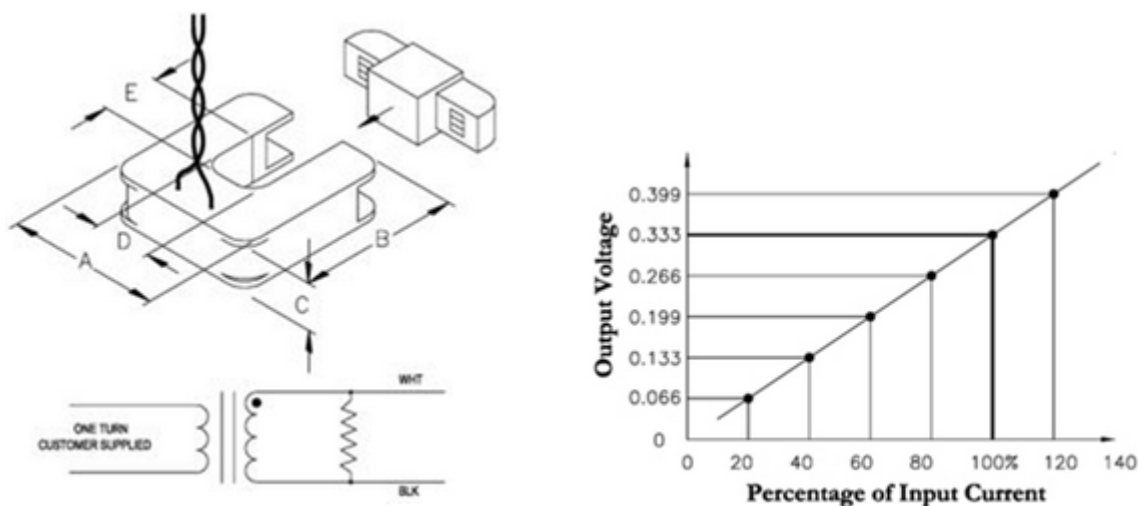 E
D
A
B
C
WHT
ONE TURN
CUSTOMER SUPPLIED
BLK
Output Voltage
0.399
0.333
0.266
0.199
0.133
0.066
0
0 20 40 60 80 100% 120 140
Percentage of Input Current